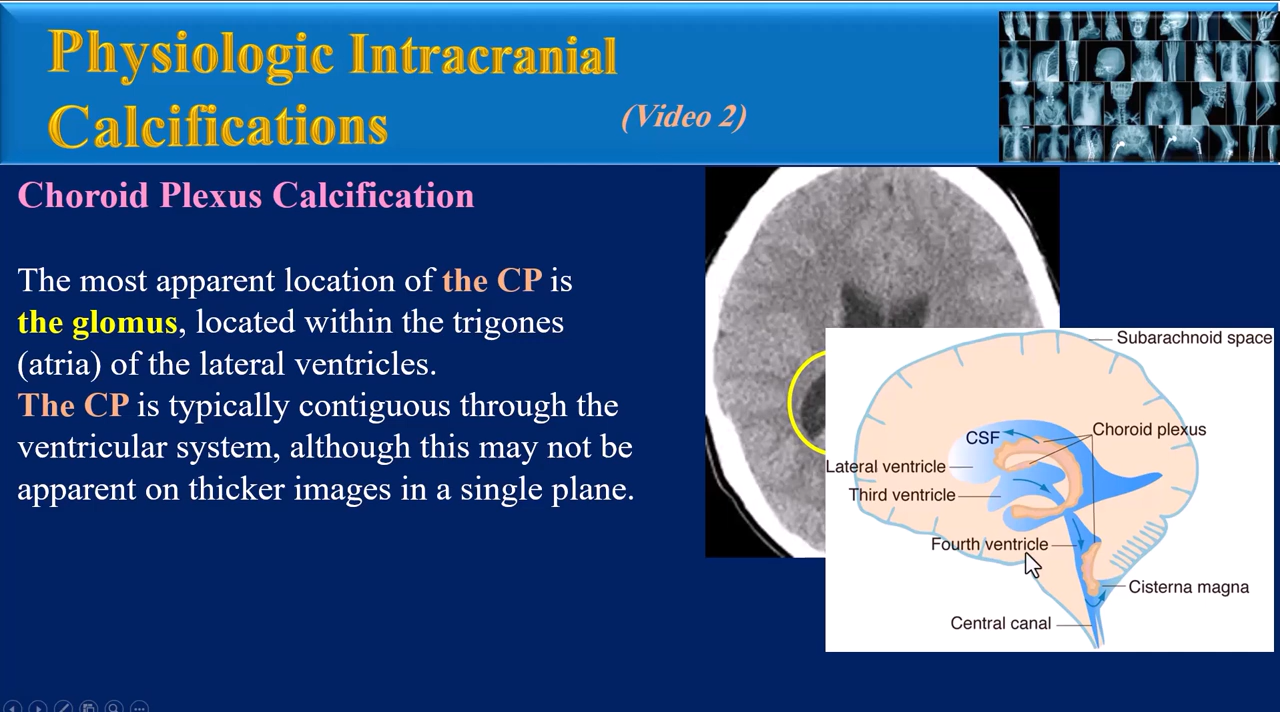 Physiologic Intracranial
Calcifications
(Video 2)
Choroid Plexus Calcification
The most apparent location of the CP is
the glomus, located within the trigones
(atria) of the lateral ventricles.
The CP is typically contiguous through the
ventricular system, although this may not be
apparent on thicker images in a single plane.
Subarachnoid space
Choroid plexus
CSF
Lateral ventricle
Third ventricle
Fourth ventricle
Cisterna magna
Central canal